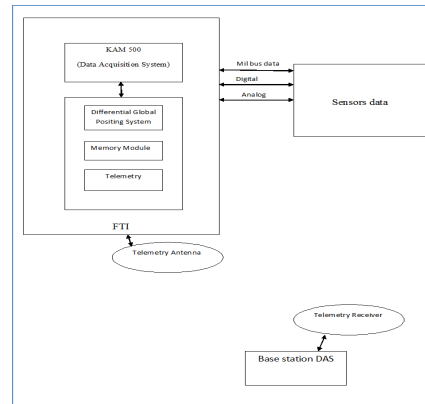 KAM 500
(Data Acquisition System)
Mil bus data
Digital
Analog
Sensors data
Differential Global
Positing System
Memory Module
Telemetry
FTI
Telemetry Antenna
Telemetry Receiver
Base station DAS